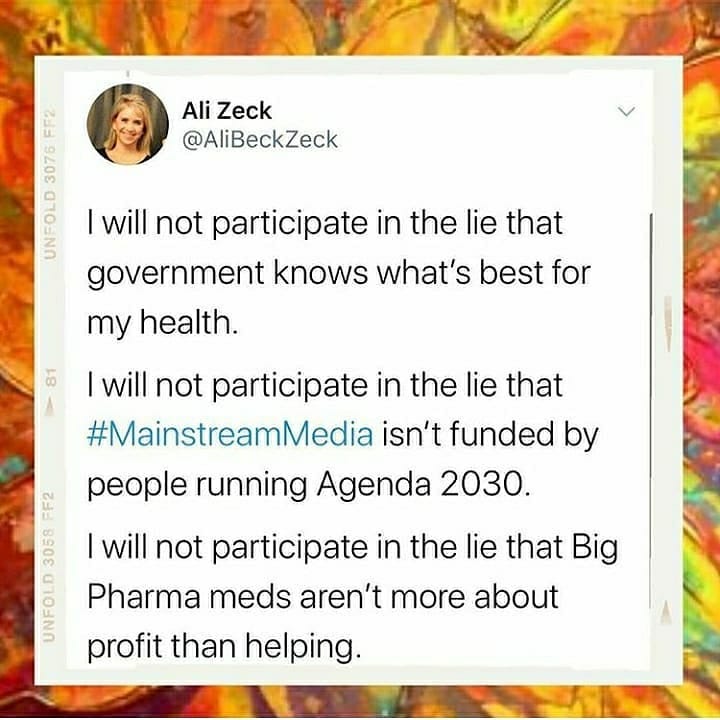 Ali Zeck
@AliBeckZeck
I will not participate in the lie that
government knows what's best for
my health.
I will not participate in the lie that
#MainstreamMedia isn't funded by
people running Agenda 2030.
I will not participate in the lie that Big
Pharma meds aren't more about
profit than helping.
UNFOLD 3076 FF2
81
UNFOLD 3058 FF2